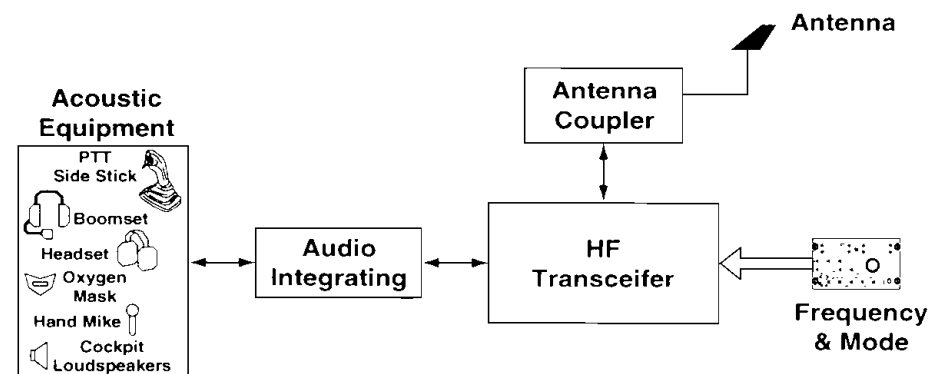 Antenna
Antenna
Coupler
Acoustic
Equipment
PTT
Side Stick
Boomset
Headset
Oxygen
Mask
Hand Mike
Cockpit
Loudspeakers
Audio
Integrating
HF
Transceifer
Frequency
& Mode